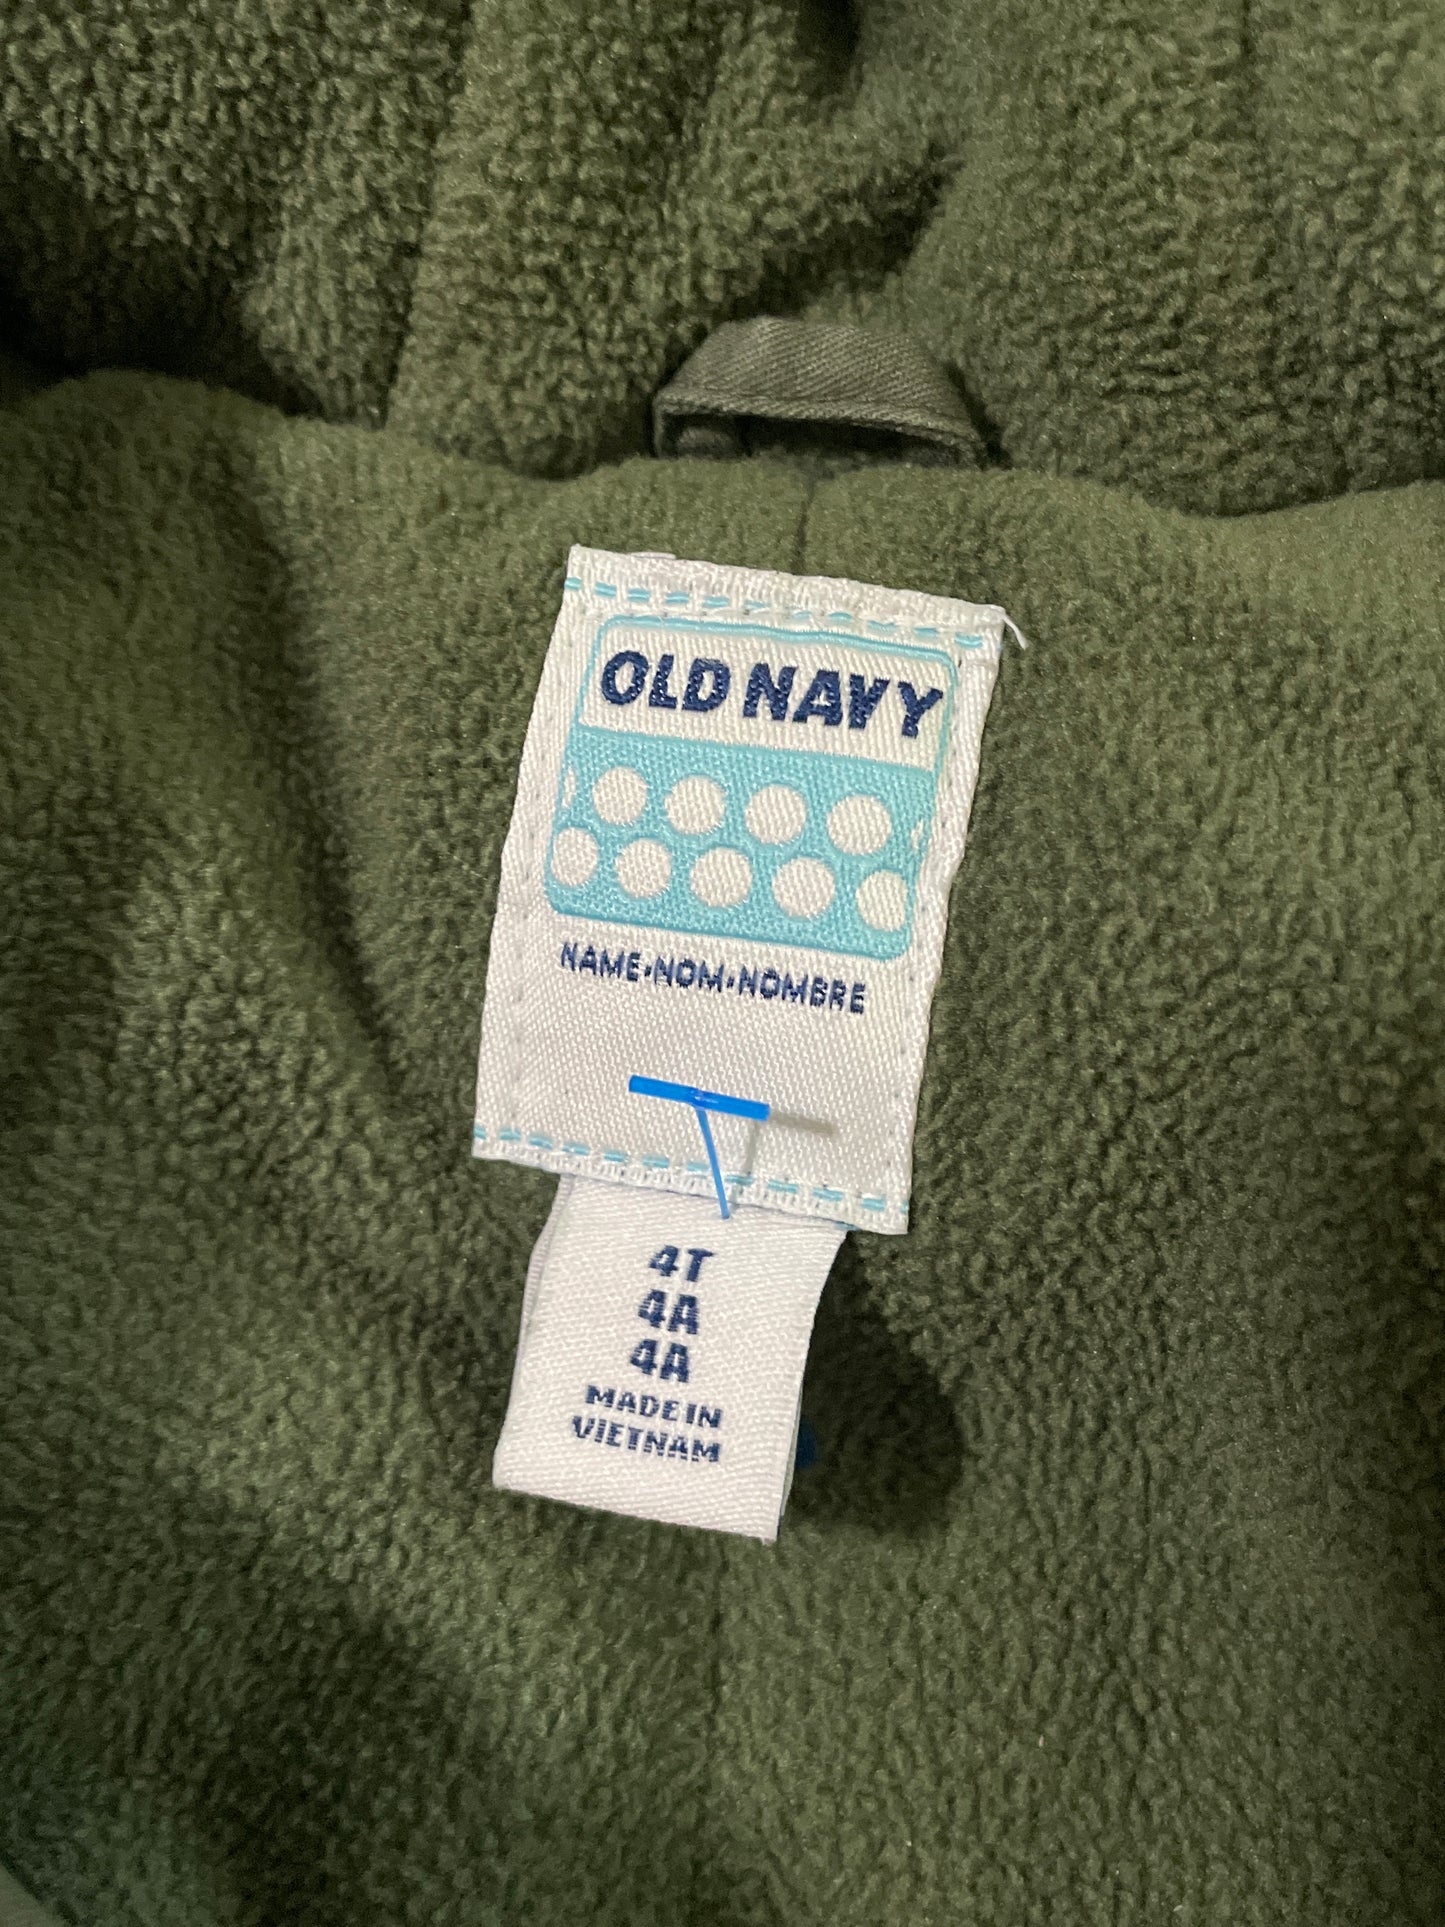 OLD NAVY
NAME·NOM·NOMBRE
4T
4A
4A
MADE IN
VIETNAM